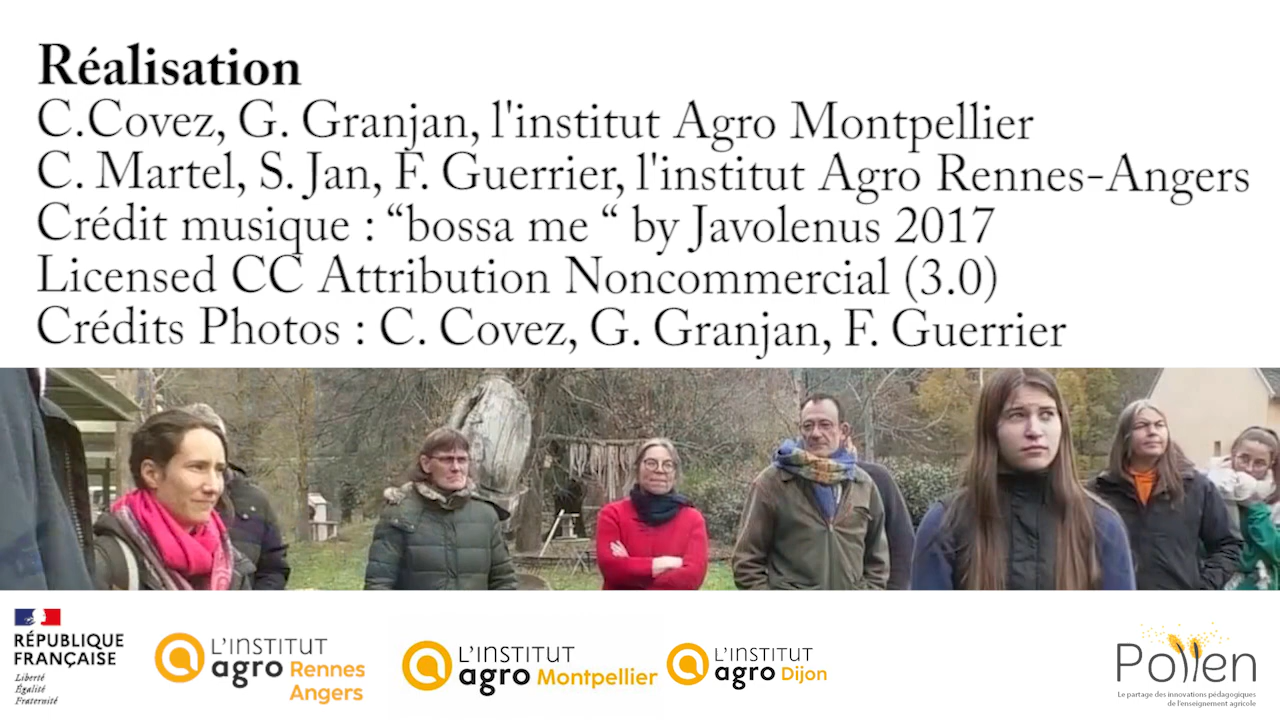 Réalisation
C.Covez, G. Granjan, l'institut Agro Montpellier
C. Martel, S. Jan, F. Guerrier, l'institut Agro Rennes-Angers
Crédit musique : “bossa me “ by Javolenus 2017
Licensed CC Attribution Noncommercial (3.0)
Crédits Photos : C. Covez, G. Granjan, F. Guerrier
RÉPUBLIQUE
FRANÇAISE
Liberté
Égalité
Fraternité
L'INSTITUT
agro Rennes
Angers
L'INSTITUT
agro Montpellier
L'INSTITUT
agro Dijon
Pollen
Le partage des innovations pédagogiques
de l'enseignement agricole